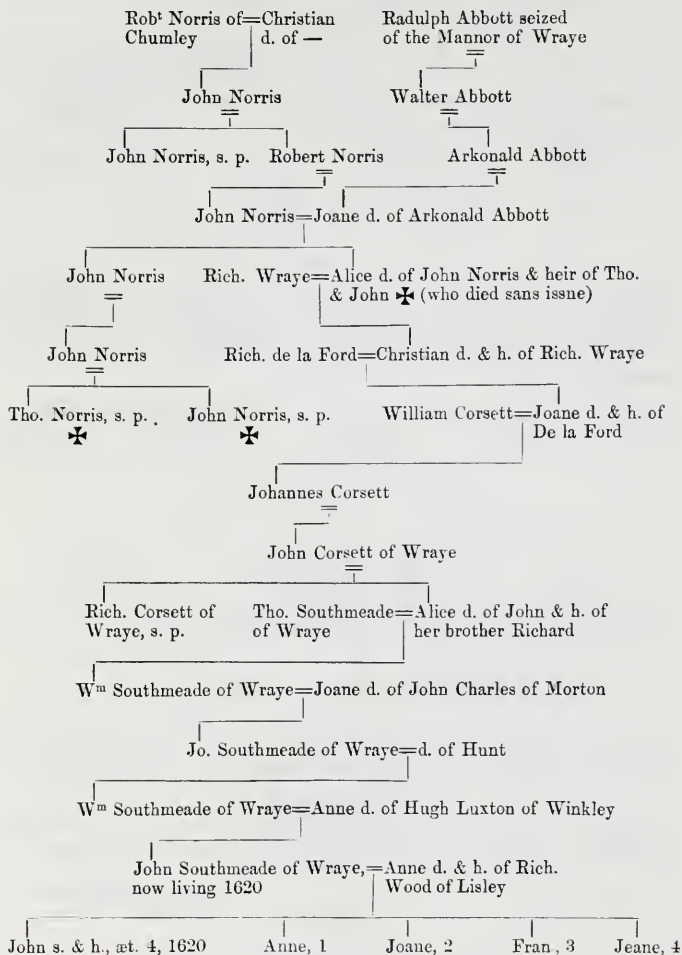 Robᵗ Norris of=Christian
Chumley d. of —
Radulph Abbott seized
of the Mannor of Wraye
John Norris
Walter Abbott
John Norris, s. p.
Robert Norris
Arkonald Abbott
John Norris=Joane d. of Arkonald Abbott
John Norris
Rich. Wraye=Alice d. of John Norris & heir of Tho.
& John ✠ (who died sans issue)
John Norris
Rich. de la Ford=Christian d. & h. of Rich. Wraye
Tho. Norris, s. p.
✠
John Norris, s. p.
✠
William Corsett=Joane d. & h. of
De la Ford
Johannes Corsett
John Corsett of Wraye
Rich. Corsett of
Wraye, s. p.
Tho. Southmeade=Alice d. of John & h. of
of Wraye her brother Richard
Wᵐ Southmeade of Wraye=Joane d. of John Charles of Morton
Jo. Southmeade of Wraye=d. of Hunt
Wᵐ Southmeade of Wraye=Anne d. of Hugh Luxton of Winkley
John Southmeade of Wraye,=Anne d. & h. of Rich.
now living 1620 Wood of Lisley
John s. & h., æt. 4, 1620
Anne, 1
Joane, 2
Fran., 3
Jeane, 4